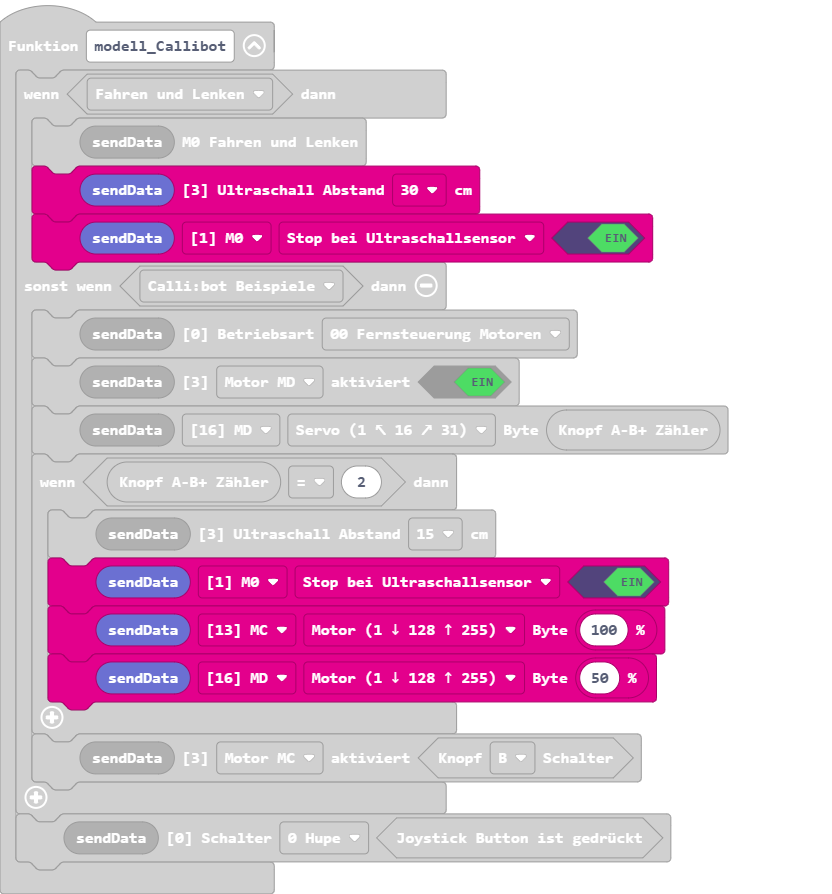 Funktion modell_Callibot
wenn Fahren und Lenken dann
sendData M0 Fahren und Lenken
sendData [3] Ultraschall Abstand 30 cm
sendData [1] M0 Stop bei Ultraschallsensor EIN
sonst wenn Calli:bot Beispiele dann
sendData [0] Betriebsart 00 Fernsteuerung Motoren
sendData [3] Motor MD aktiviert EIN
sendData [16] MD Servo (1 ↖ 16 ↗ 31) Byte Knopf A-B+ Zähler
wenn Knopf A-B+ Zähler = 2 dann
sendData [3] Ultraschall Abstand 15 cm
sendData [1] M0 Stop bei Ultraschallsensor EIN
sendData [13] MC Motor (1 ↓ 128 ↑ 255) Byte 100 %
sendData [16] MD Motor (1 ↓ 128 ↑ 255) Byte 50 %
sendData [3] Motor MC aktiviert Knopf B Schalter
sendData [0] Schalter 0 Hupe Joystick Button ist gedrückt